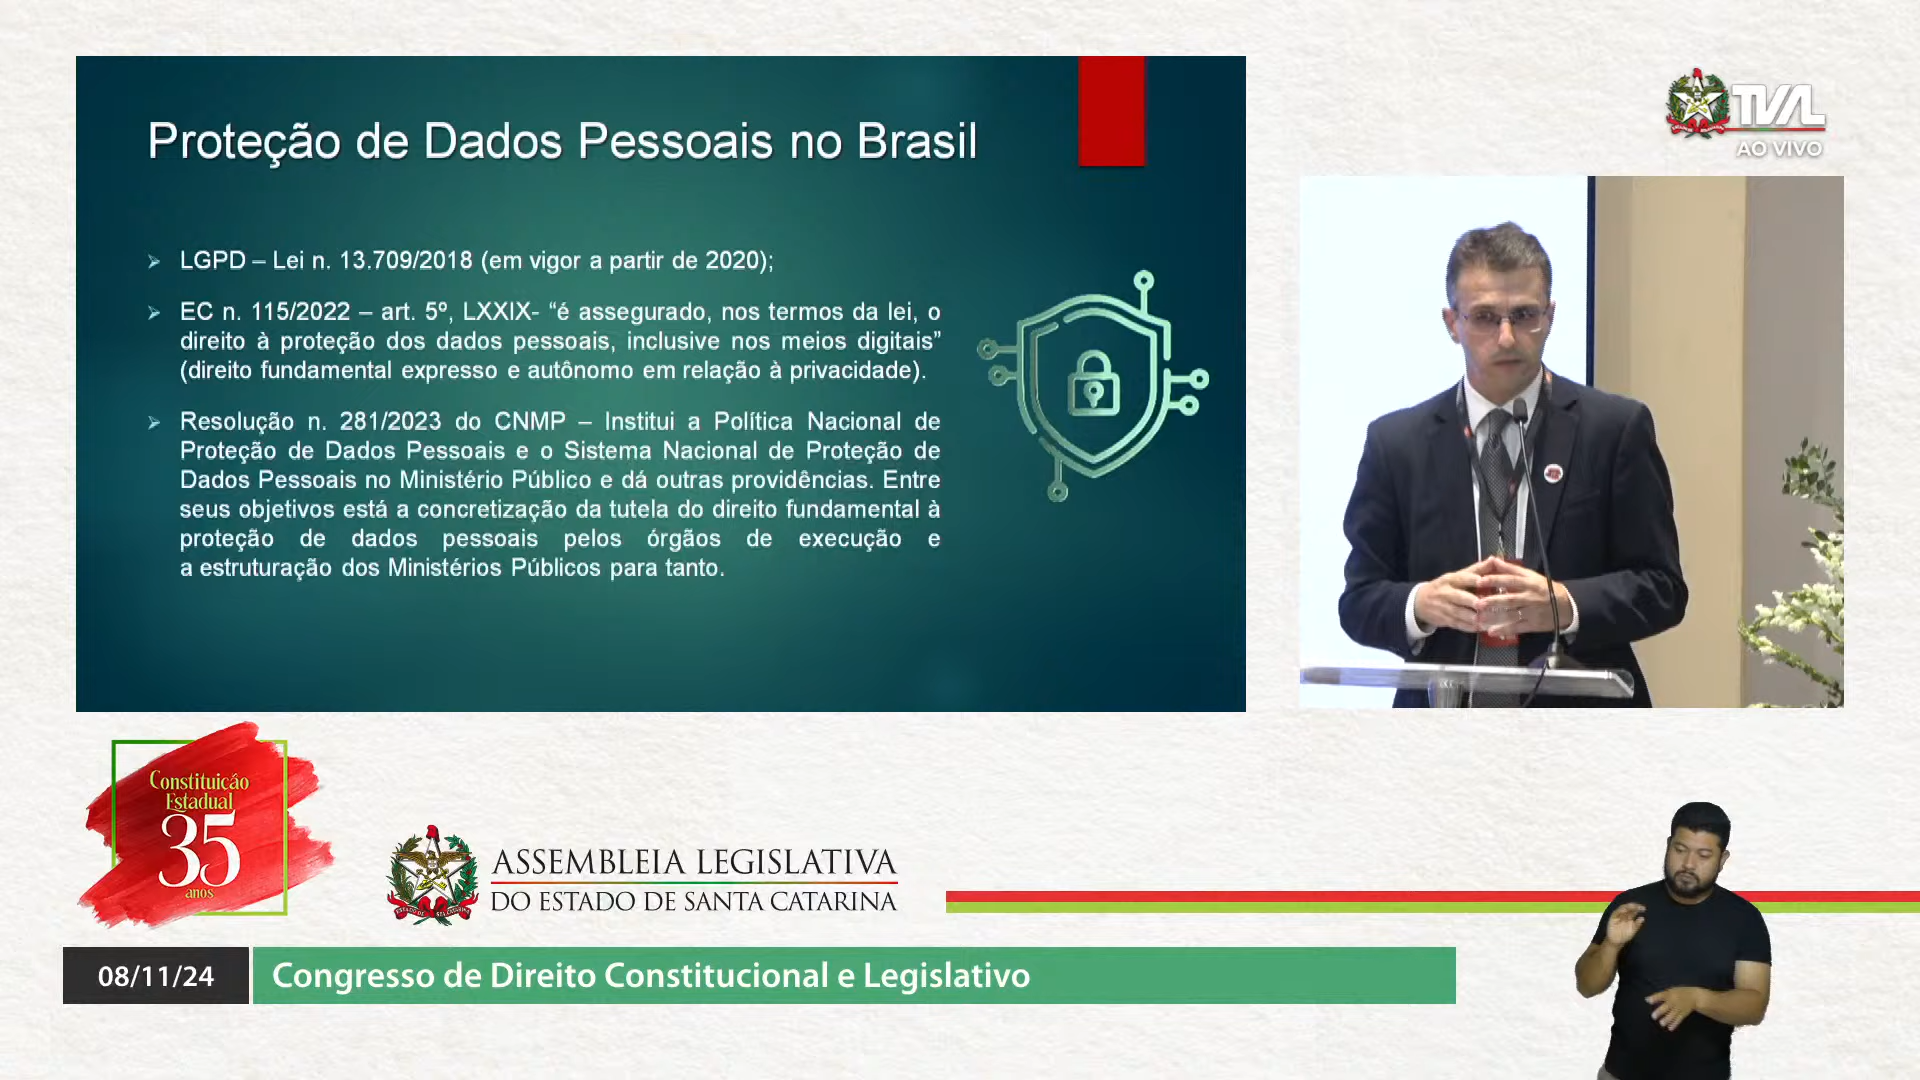 Proteção de Dados Pessoais no Brasil
LGPD – Lei n. 13.709/2018 (em vigor a partir de 2020);
EC n. 115/2022 – art. 5º, LXXIX- “é assegurado, nos termos da lei, o
direito à proteção dos dados pessoais, inclusive nos meios digitais”
(direito fundamental expresso e autônomo em relação à privacidade).
Resolução n. 281/2023 do CNMP – Institui a Política Nacional de
Proteção de Dados Pessoais e o Sistema Nacional de Proteção de
Dados Pessoais no Ministério Público e dá outras providências. Entre
seus objetivos está a concretização da tutela do direito fundamental à
proteção de dados pessoais pelos órgãos de execução e
a estruturação dos Ministérios Públicos para tanto.
TVAL
AO VIVO
Constituição
Estadual
35
anos
ASSEMBLEIA LEGISLATIVA
DO ESTADO DE SANTA CATARINA
08/11/24
Congresso de Direito Constitucional e Legislativo